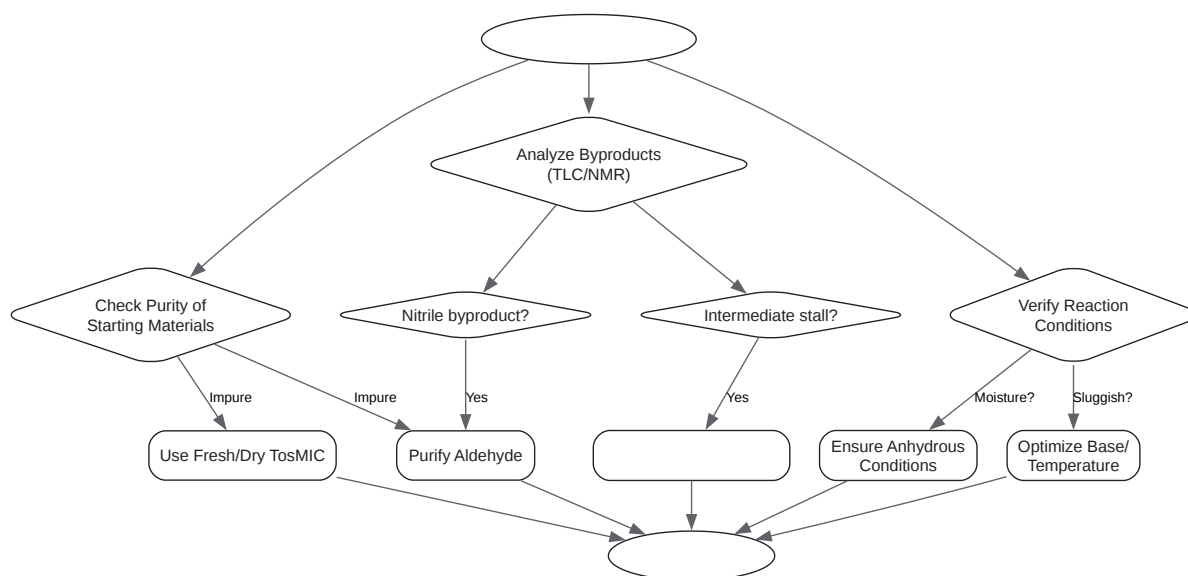 Analyze Byproducts
(TLC/NMR)
Check Purity of
Starting Materials
Nitrile byproduct?
Intermediate stall?
Verify Reaction
Conditions
Impure
Impure
Yes
Yes
Moisture?
Sluggish?
Use Fresh/Dry TosMIC
Purify Aldehyde
Ensure Anhydrous
Conditions
Optimize Base/
Temperature